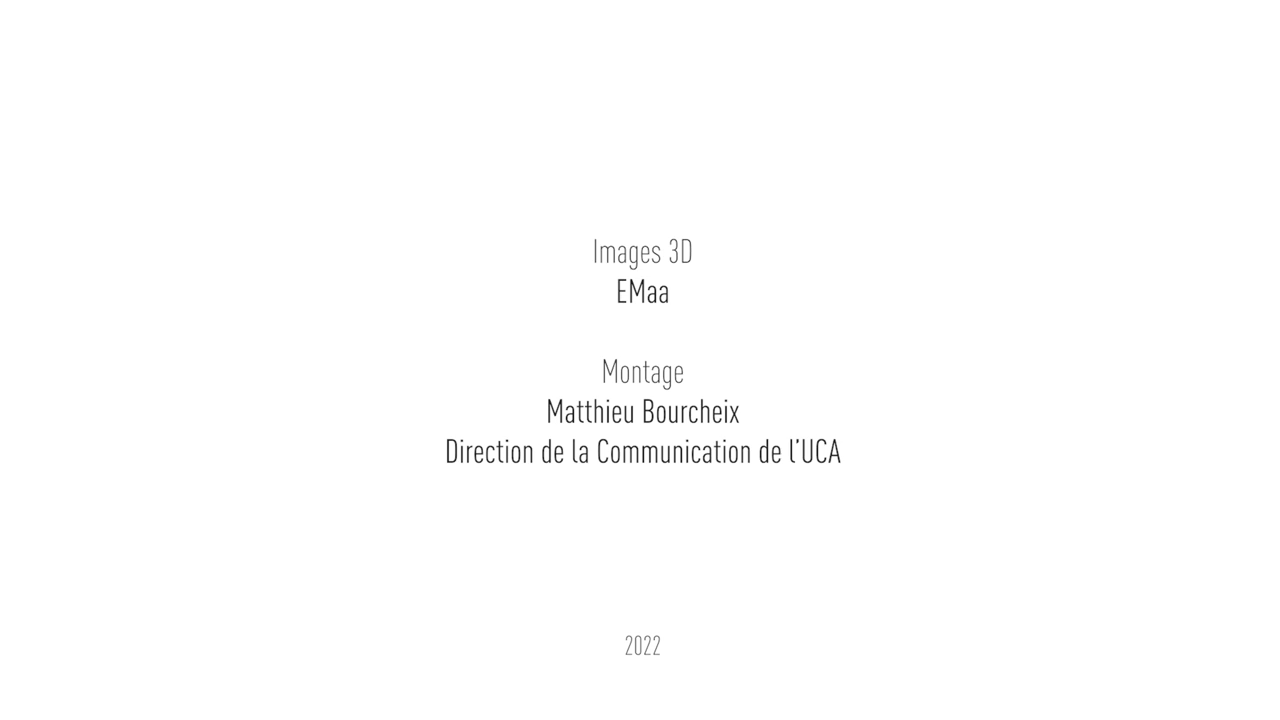 Images 3D
EMaa
Montage
Matthieu Bourcheix
Direction de la Communication de l'UCA
2022